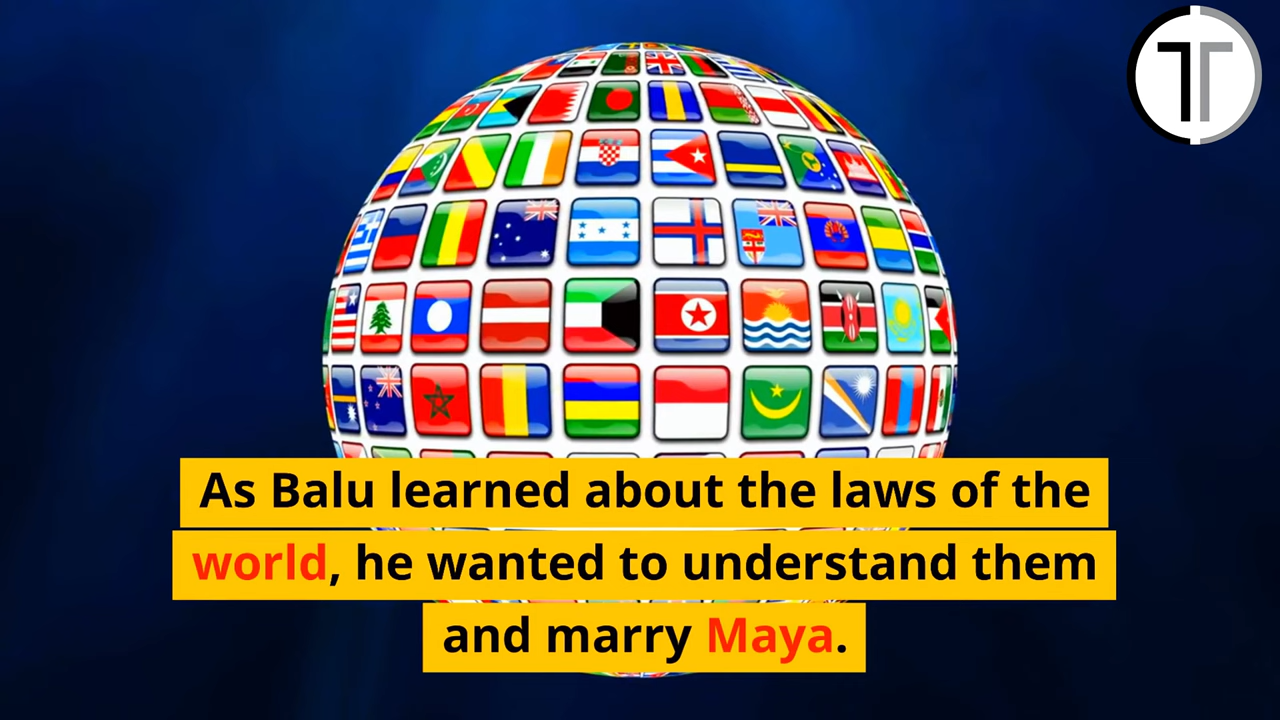 As Balu learned about the laws of the
world, he wanted to understand them
and marry Maya.